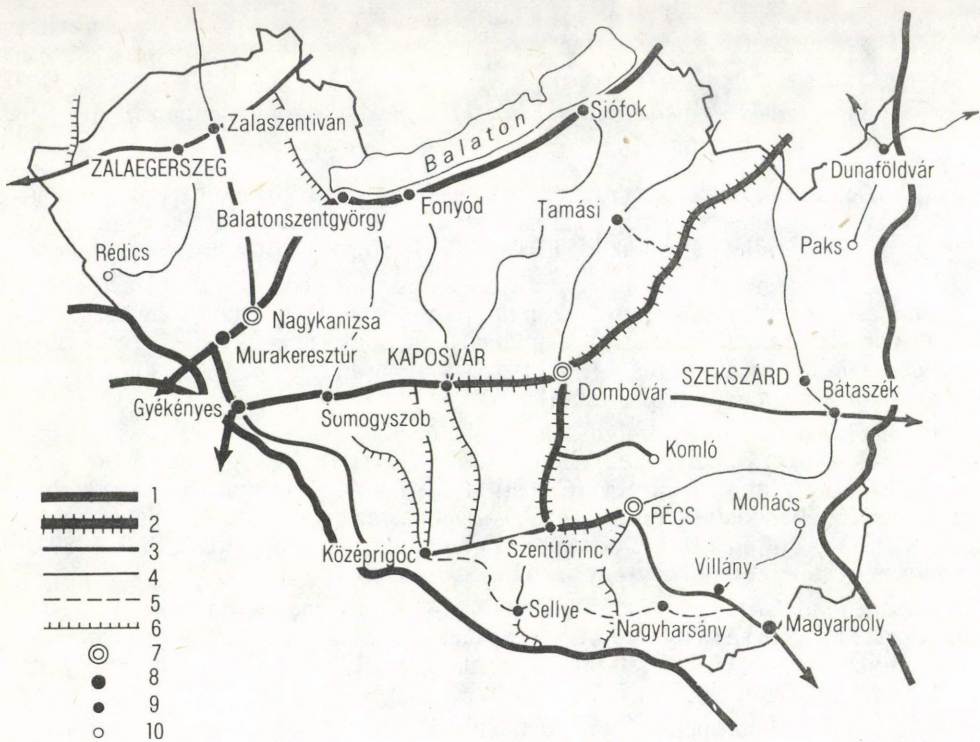 Zalaszentiván
ZALAEGERSZEG
Balaton
Siófok
Dunaföldvár
Balatonszentgyörgy
Fonyód
Tamási
Paks
Rédics
Nagykanizsa
Murakeresztúr
KAPOSVÁR
SZEKSZÁRD
Dombóvár
Bátaszék
Gyékényes
Somogyszob
Komló
Mohács
PÉCS
Középrigóc
Szentlőrinc
Villány
Sellye
Nagyharsány
Magyarbóly
1
2
3
4
5
6
7
8
9
10